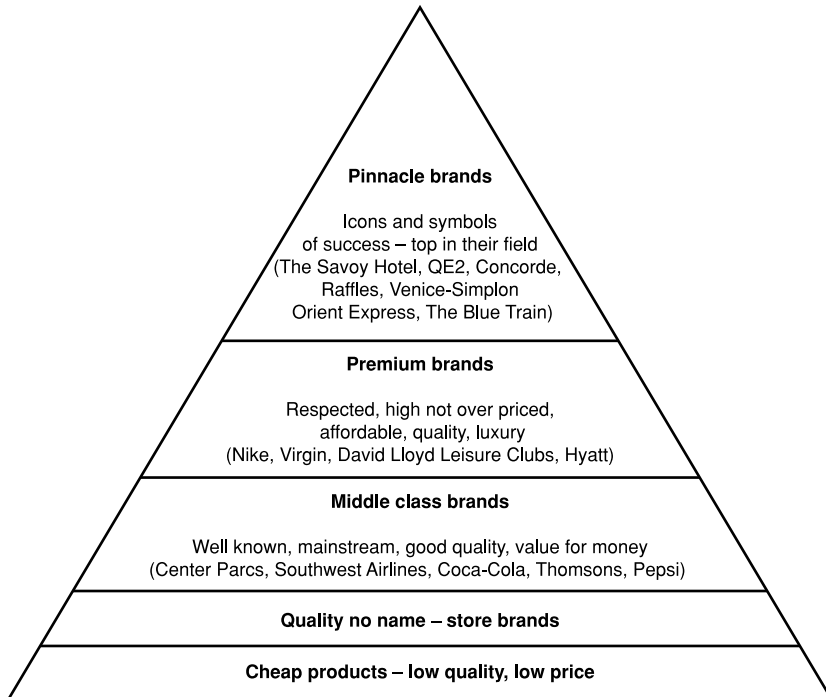 Pinnacle brands
Icons and symbols
of success – top in their field
(The Savoy Hotel, QE2, Concorde,
Raffles, Venice-Simplon
Orient Express, The Blue Train)
Premium brands
Respected, high not over priced,
affordable, quality, luxury
(Nike, Virgin, David Lloyd Leisure Clubs, Hyatt)
Middle class brands
Well known, mainstream, good quality, value for money
(Center Parcs, Southwest Airlines, Coca-Cola, Thomsons, Pepsi)
Quality no name – store brands
Cheap products – low quality, low price